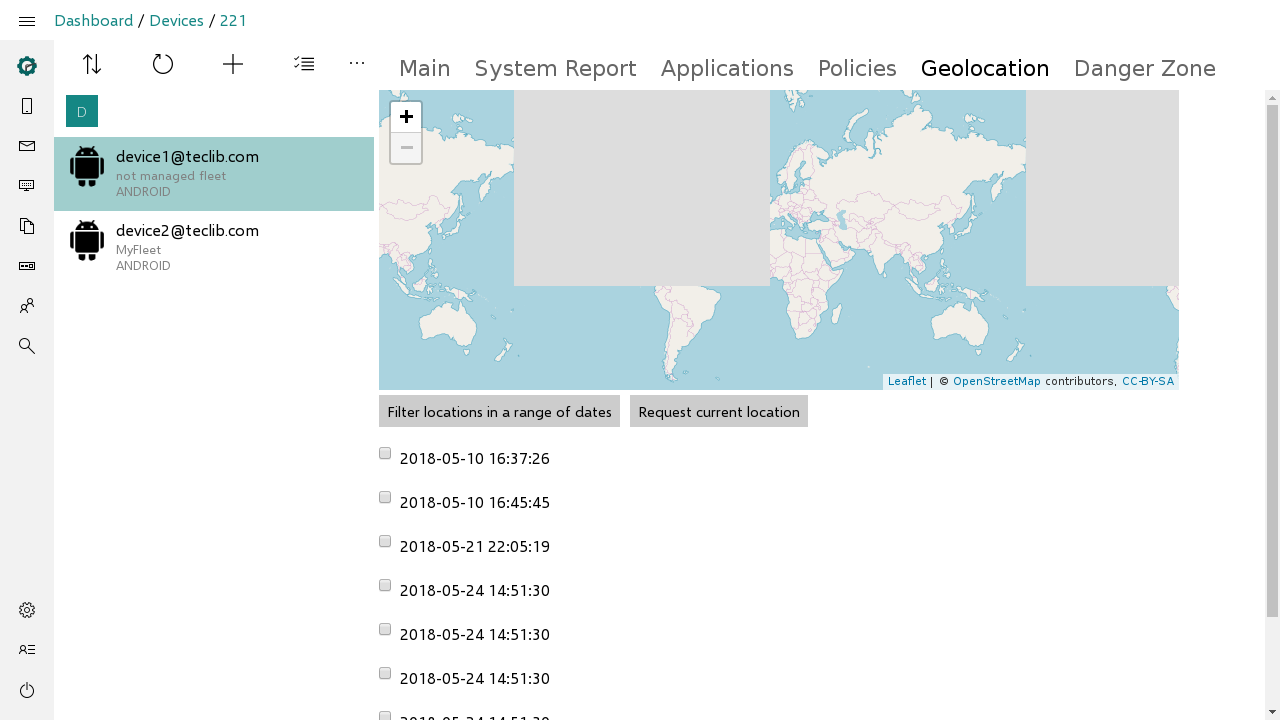 Dashboard / Devices / 221
D
device1@teclib.com
not managed fleet
ANDROID
device2@teclib.com
MyFleet
ANDROID
Main System Report Applications Policies Geolocation Danger Zone
+
−
Leaflet | © OpenStreetMap contributors, CC-BY-SA
Filter locations in a range of dates Request current location
2018-05-10 16:37:26
2018-05-10 16:45:45
2018-05-21 22:05:19
2018-05-24 14:51:30
2018-05-24 14:51:30
2018-05-24 14:51:30